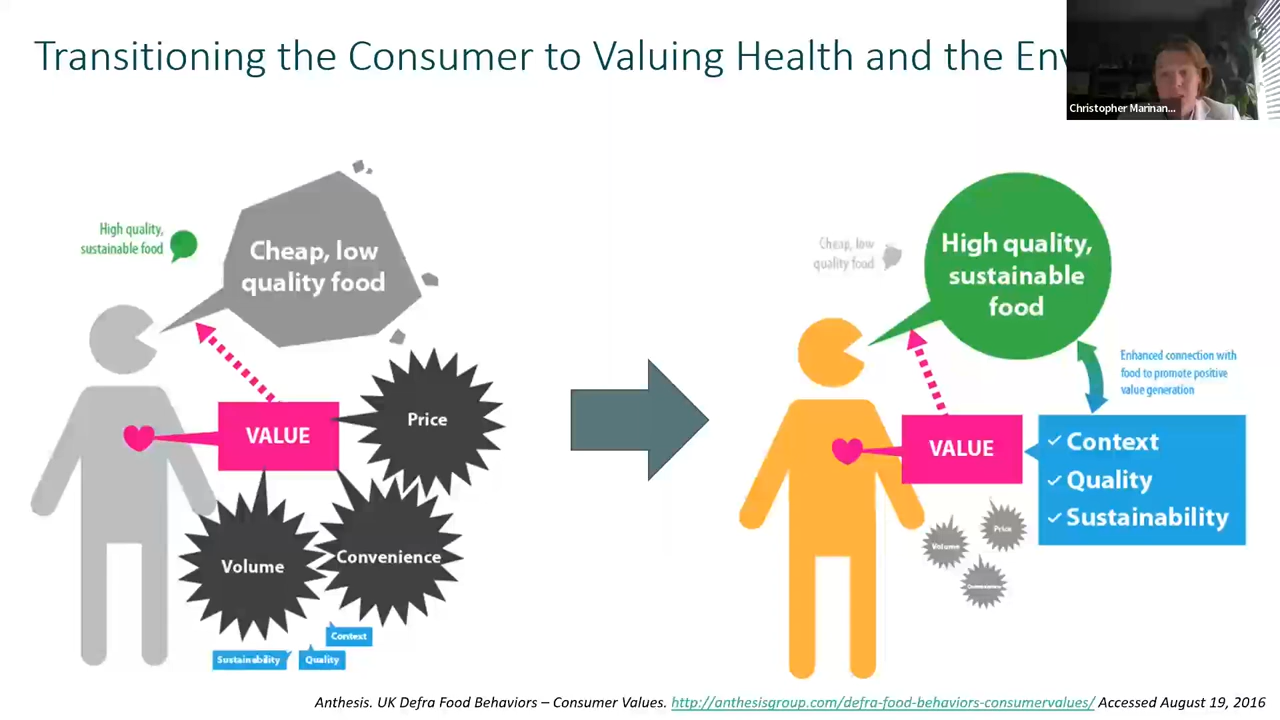 Transitioning the Consumer to Valuing Health and the Env
Christopher Marinan...
High quality,
sustainable food
Cheap, low
quality food
VALUE
Price
Volume
Convenience
Context
Sustainability
Quality
Cheap, low
quality food
High quality,
sustainable
food
Enhanced connection with
food to promote positive
value generation
VALUE
✓ Context
✓ Quality
✓ Sustainability
Price
Volume
Convenience
Anthesis. UK Defra Food Behaviors – Consumer Values. http://anthesisgroup.com/defra-food-behaviors-consumervalues/ Accessed August 19, 2016